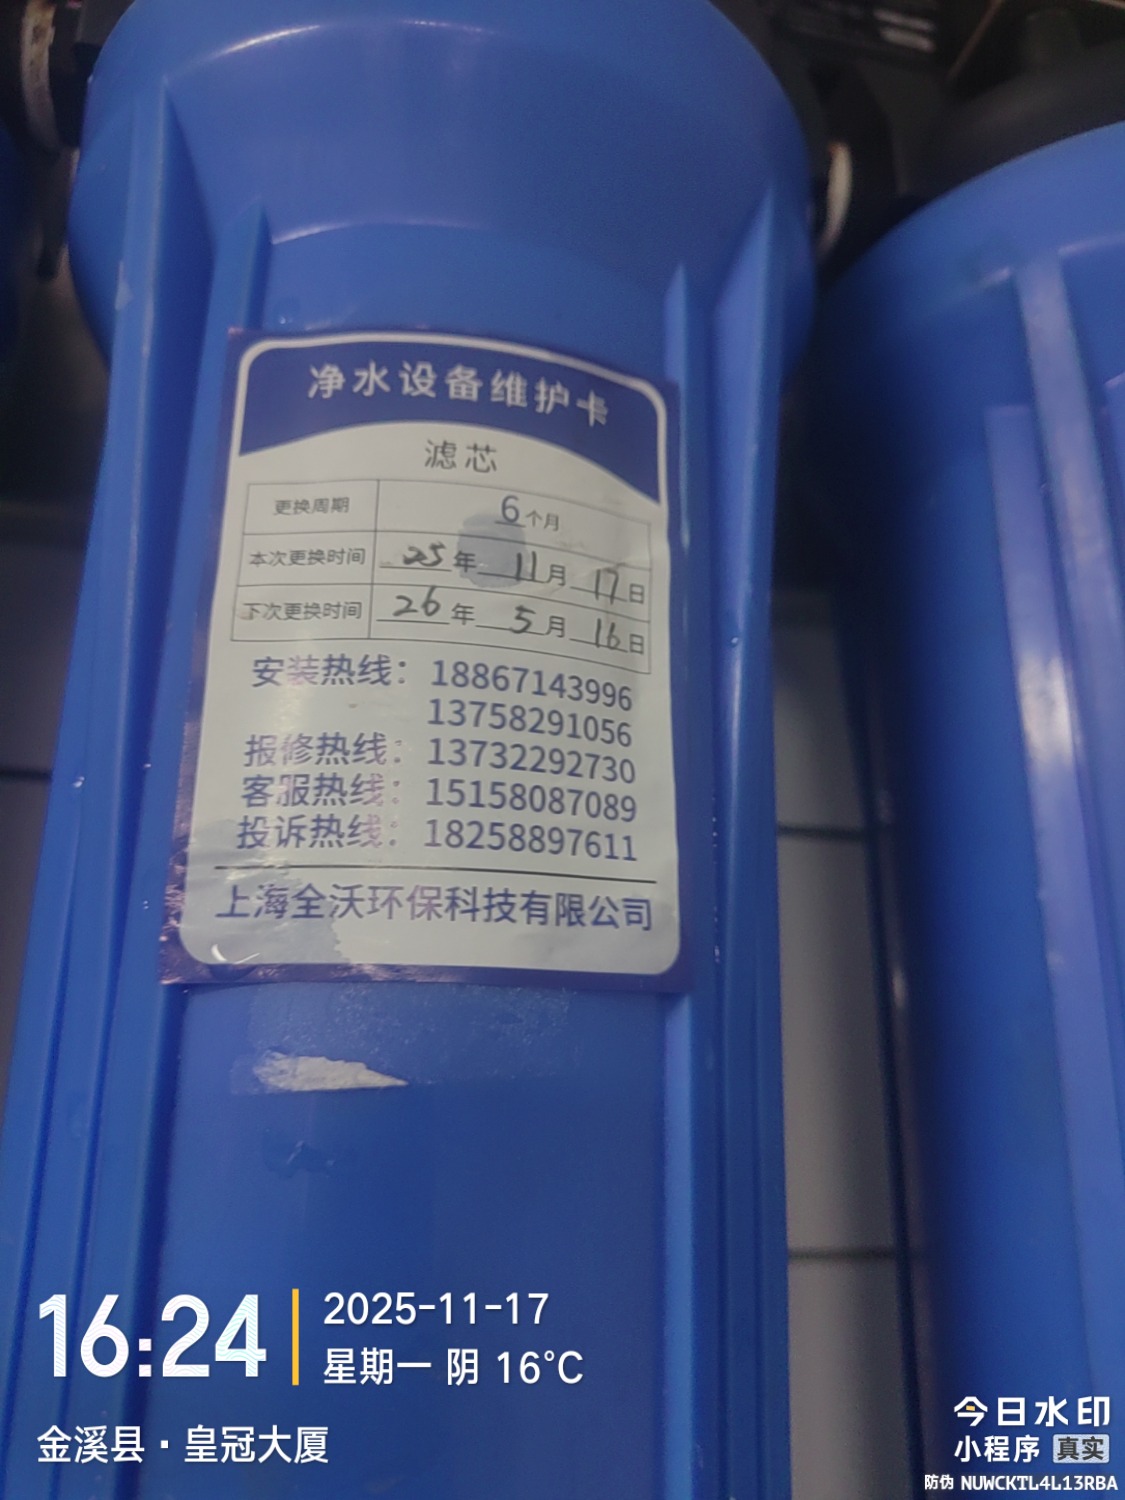 净水设备维护卡
滤芯
更换周期 6个月
本次更换时间 25年 11月 17日
下次更换时间 26年 5月 16日
安装热线：18867143996
13758291056
报修热线：13732292730
客服热线：15158087089
投诉热线：18258897611
上海全沃环保科技有限公司
16:24
2025-11-17
星期一 阴 16°C
金溪县·皇冠大厦
今日水印
小程序 真实
防伪 NUWCKTL4L13RBA